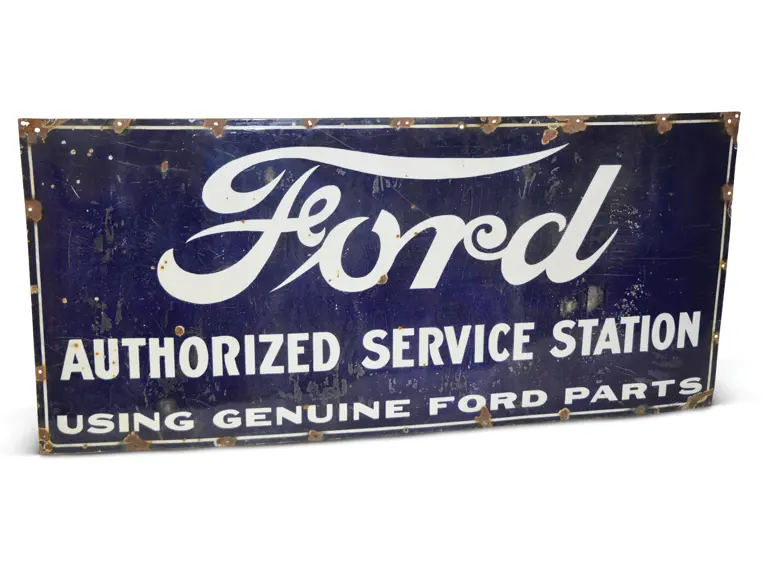 Ford
AUTHORIZED SERVICE STATION
USING GENUINE FORD PARTS